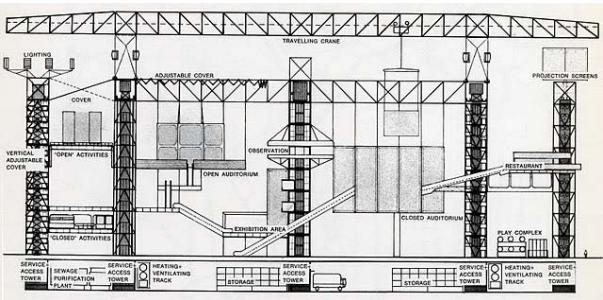 TRAVELLING CRANE
LIGHTING
ADJUSTABLE COVER
PROJECTION SCREENS
COVER
VERTICAL
ADJUSTABLE
COVER
"OPEN" ACTIVITIES
OBSERVATION
OPEN AUDITORIUM
RESTAURANT
CLOSED AUDITORIUM
EXHIBITION AREA
"CLOSED" ACTIVITIES
PLAY COMPLEX
SERVICE-
ACCESS
TOWER
SEWAGE
PURIFICATION
PLANT
SERVICE-
ACCESS
TOWER
HEATING+
VENTILATING
TRACK
STORAGE
SERVICE-
ACCESS
TOWER
STORAGE
SERVICE-
ACCESS
TOWER
HEATING+
VENTILATING
TRACK
SERVICE-
ACCESS
TOWER